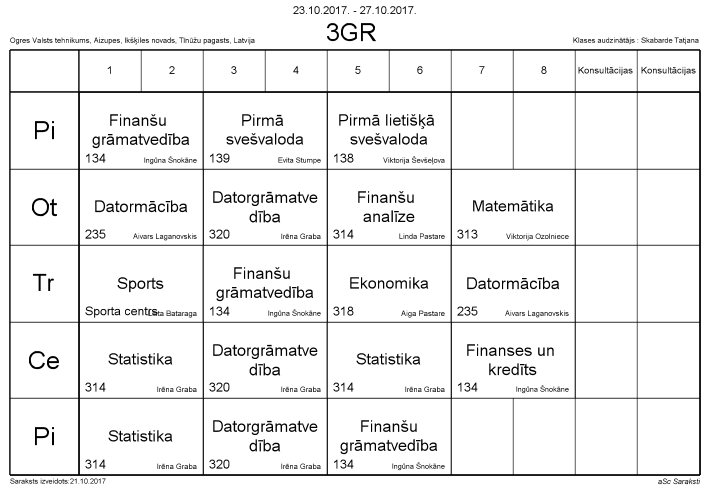 23.10.2017. - 27.10.2017.
Ogres Valsts tehnikums, Aizupes, Ikšķiles novads, Tīnūžu pagasts, Latvija
3GR
Klases audzinātājs : Skabarde Tatjana
1 2 3 4 5 6 7 8 Konsultācijas Konsultācijas
Pi
Finanšu
grāmatvedība
134 Ingūna Šnokāne
Pirmā
svešvaloda
139 Evita Stumpe
Pirmā lietišķā
svešvaloda
138 Viktorija Ševšeļova
Ot
Datormācība
235 Aivars Laganovskis
Datorgrāmatve
dība
320 Irēna Graba
Finanšu
analīze
314 Linda Pastare
Matemātika
313 Viktorija Ozolniece
Tr
Sports
Sporta centrs Bataraga
Finanšu
grāmatvedība
134 Ingūna Šnokāne
Ekonomika
318 Aiga Pastare
Datormācība
235 Aivars Laganovskis
Ce
Statistika
314 Irēna Graba
Datorgrāmatve
dība
320 Irēna Graba
Statistika
314 Irēna Graba
Finanses un
kredīts
134 Ingūna Šnokāne
Pi
Statistika
314 Irēna Graba
Datorgrāmatve
dība
320 Irēna Graba
Finanšu
grāmatvedība
134 Ingūna Šnokāne
Saraksts izveidots:21.10.2017
aSc Saraksti